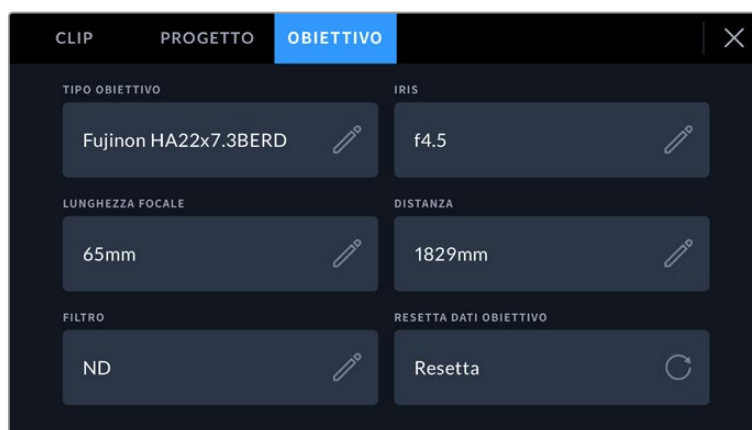 CLIP PROGETTO OBIETTIVO
TIPO OBIETTIVO IRIS
Fujinon HA22x7.3BERD f4.5
LUNGHEZZA FOCALE DISTANZA
65mm 1829mm
FILTRO RESETTA DATI OBIETTIVO
ND Resetta